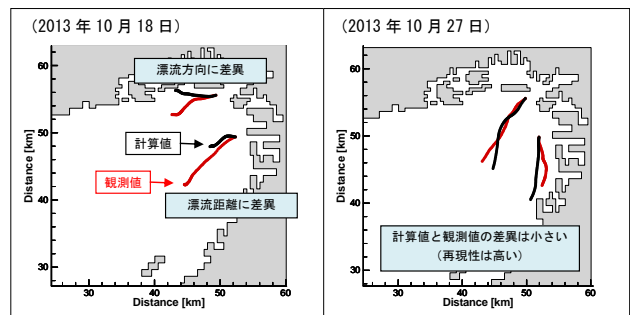 (2013 年 10 月 18 日)
漂流方向に差異
計算値
観測値
漂流距離に差異
Distance [km]
60
50
40
30
30
40
50
60
Distance [km]
(2013 年 10 月 27 日)
計算値と観測値の差異は小さい
(再現性は高い)
Distance [km]
60
50
40
30
30
40
50
60
Distance [km]